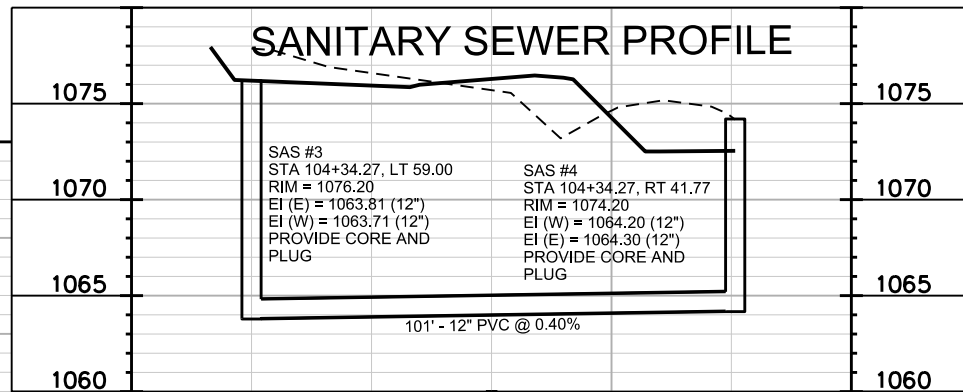 SANITARY SEWER PROFILE
1075
1075
SAS #3
STA 104+34.27, LT 59.00
RIM = 1076.20
EI (E) = 1063.81 (12")
EI (W) = 1063.71 (12")
PROVIDE CORE AND
PLUG
SAS #4
STA 104+34.27, RT 41.77
RIM = 1074.20
EI (W) = 1064.20 (12")
EI (E) = 1064.30 (12")
PROVIDE CORE AND
PLUG
1070
1070
1065
1065
101' - 12" PVC @ 0.40%
1060
1060